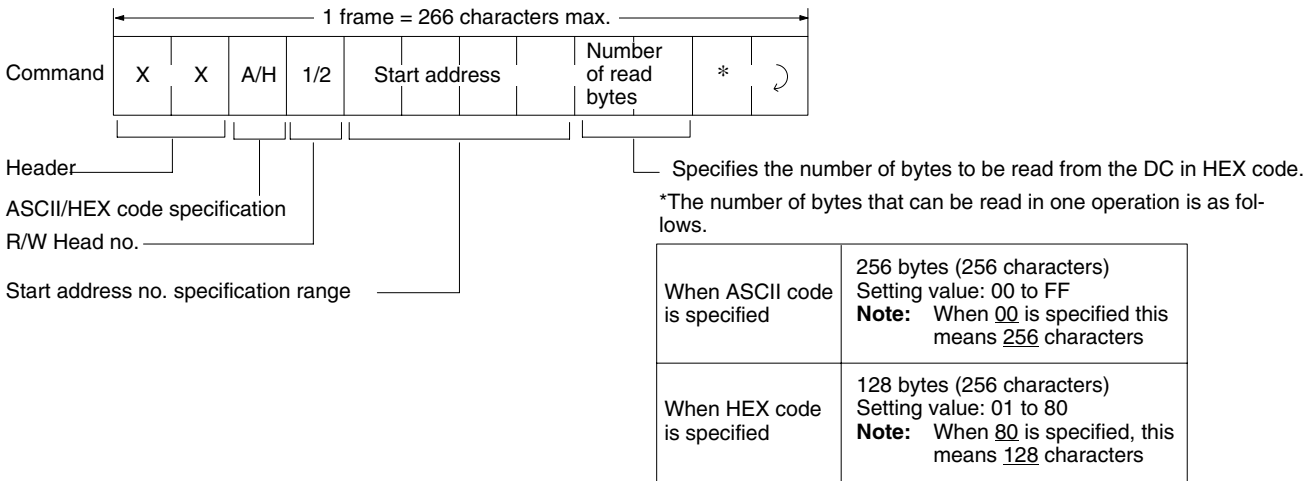 1 frame = 266 characters max.
Command X X A/H 1/2 Start address Number of read bytes *
Header
ASCII/HEX code specification
R/W Head no.
Start address no. specification range
Specifies the number of bytes to be read from the DC in HEX code.
*The number of bytes that can be read in one operation is as fol-
lows.
When ASCII code
is specified
256 bytes (256 characters)
Setting value: 00 to FF
Note: When 00 is specified this
means 256 characters
When HEX code
is specified
128 bytes (256 characters)
Setting value: 01 to 80
Note: When 80 is specified, this
means 128 characters